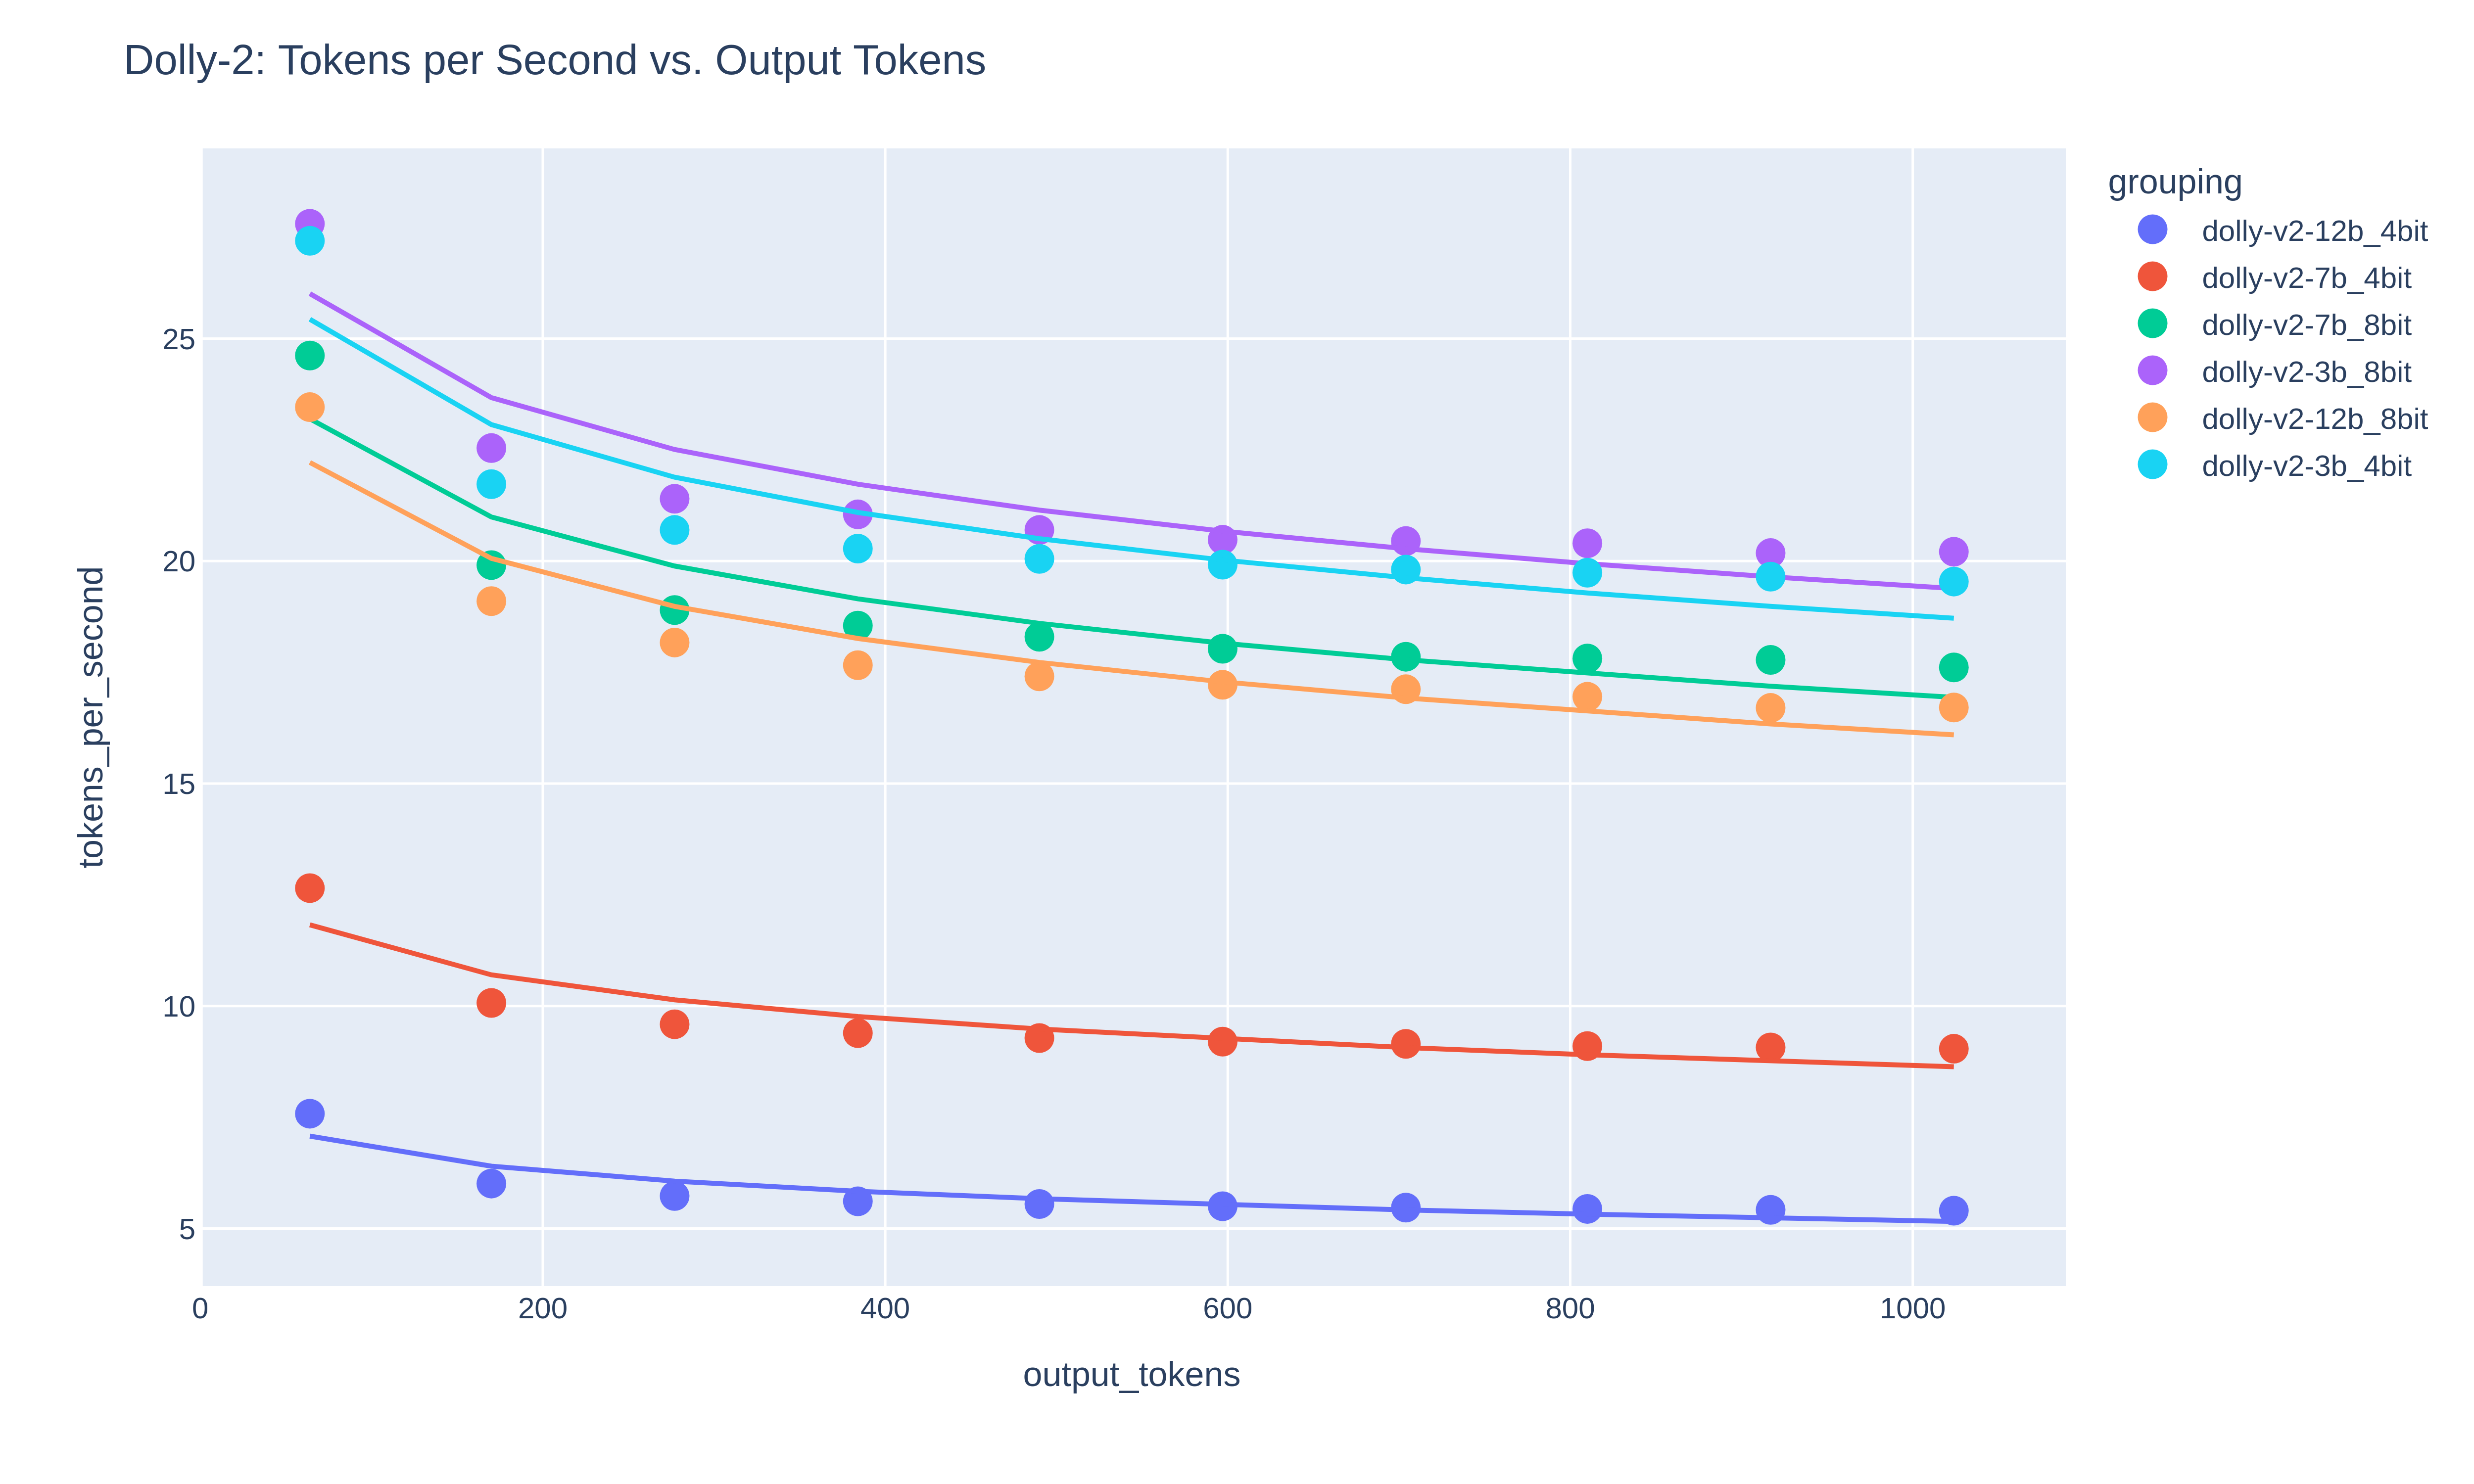 Dolly-2: Tokens per Second vs. Output Tokens
grouping
dolly-v2-12b_4bit
dolly-v2-7b_4bit
dolly-v2-7b_8bit
dolly-v2-3b_8bit
dolly-v2-12b_8bit
dolly-v2-3b_4bit
tokens_per_second
25
20
15
10
5
0 200 400 600 800 1000
output_tokens